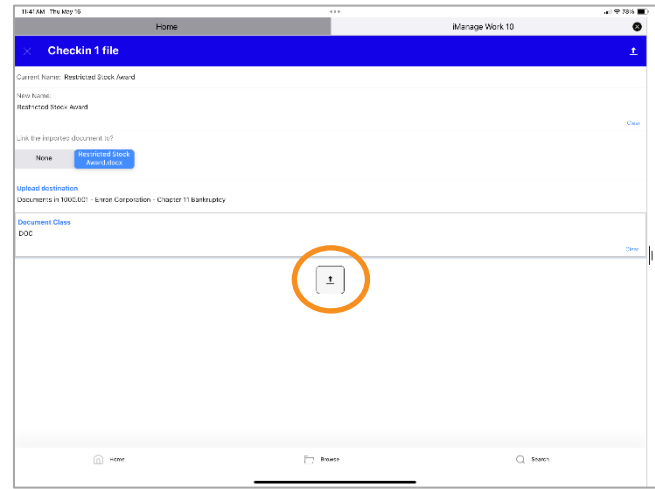 11:41 AM Thu May 16
78%
Home
iManage Work 10
Checkin 1 file
Current Name: Restricted Stock Award
New Name:
Restricted Stock Award
Clear
Link the imported document to?
None
Restricted Stock
Award.docx
Upload destination
Documents in 1000.001 - Enron Corporation - Chapter 11 Bankruptcy
Document Class
DOC
Clear
Home
Browse
Search